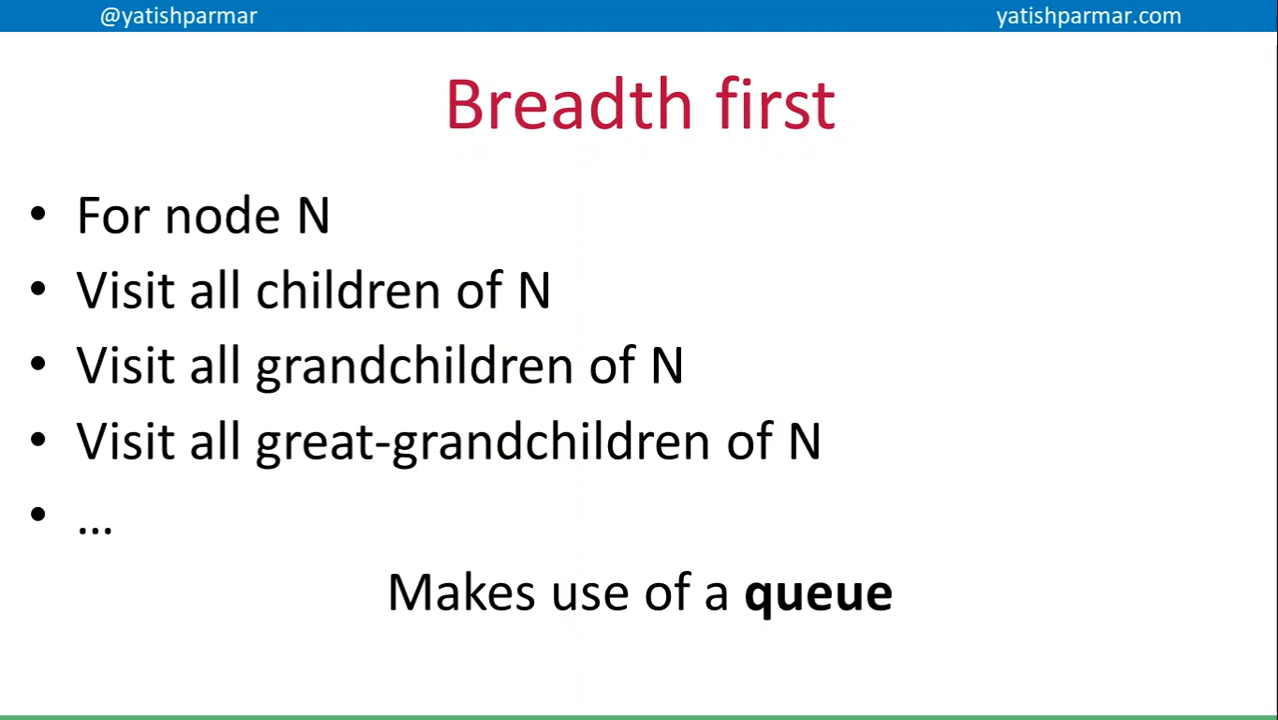 @yatishparmar
yatishparmar.com
Breadth first
• For node N
• Visit all children of N
• Visit all grandchildren of N
• Visit all great-grandchildren of N
• ...
Makes use of a queue